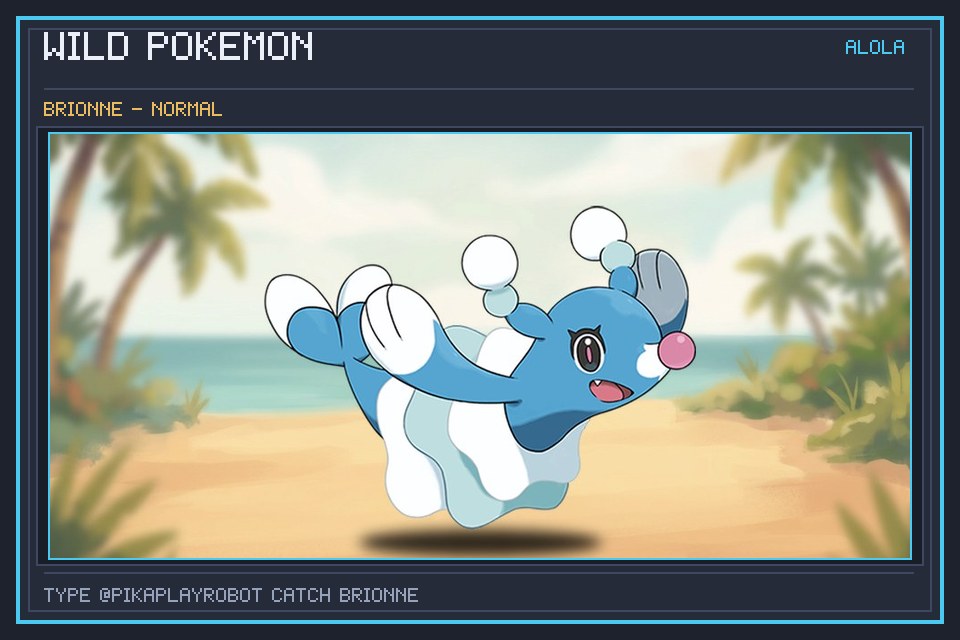 WILD POKEMON
ALOLA
BRIONNE - NORMAL
TYPE @PIKAPLAYROBOT CATCH BRIONNE